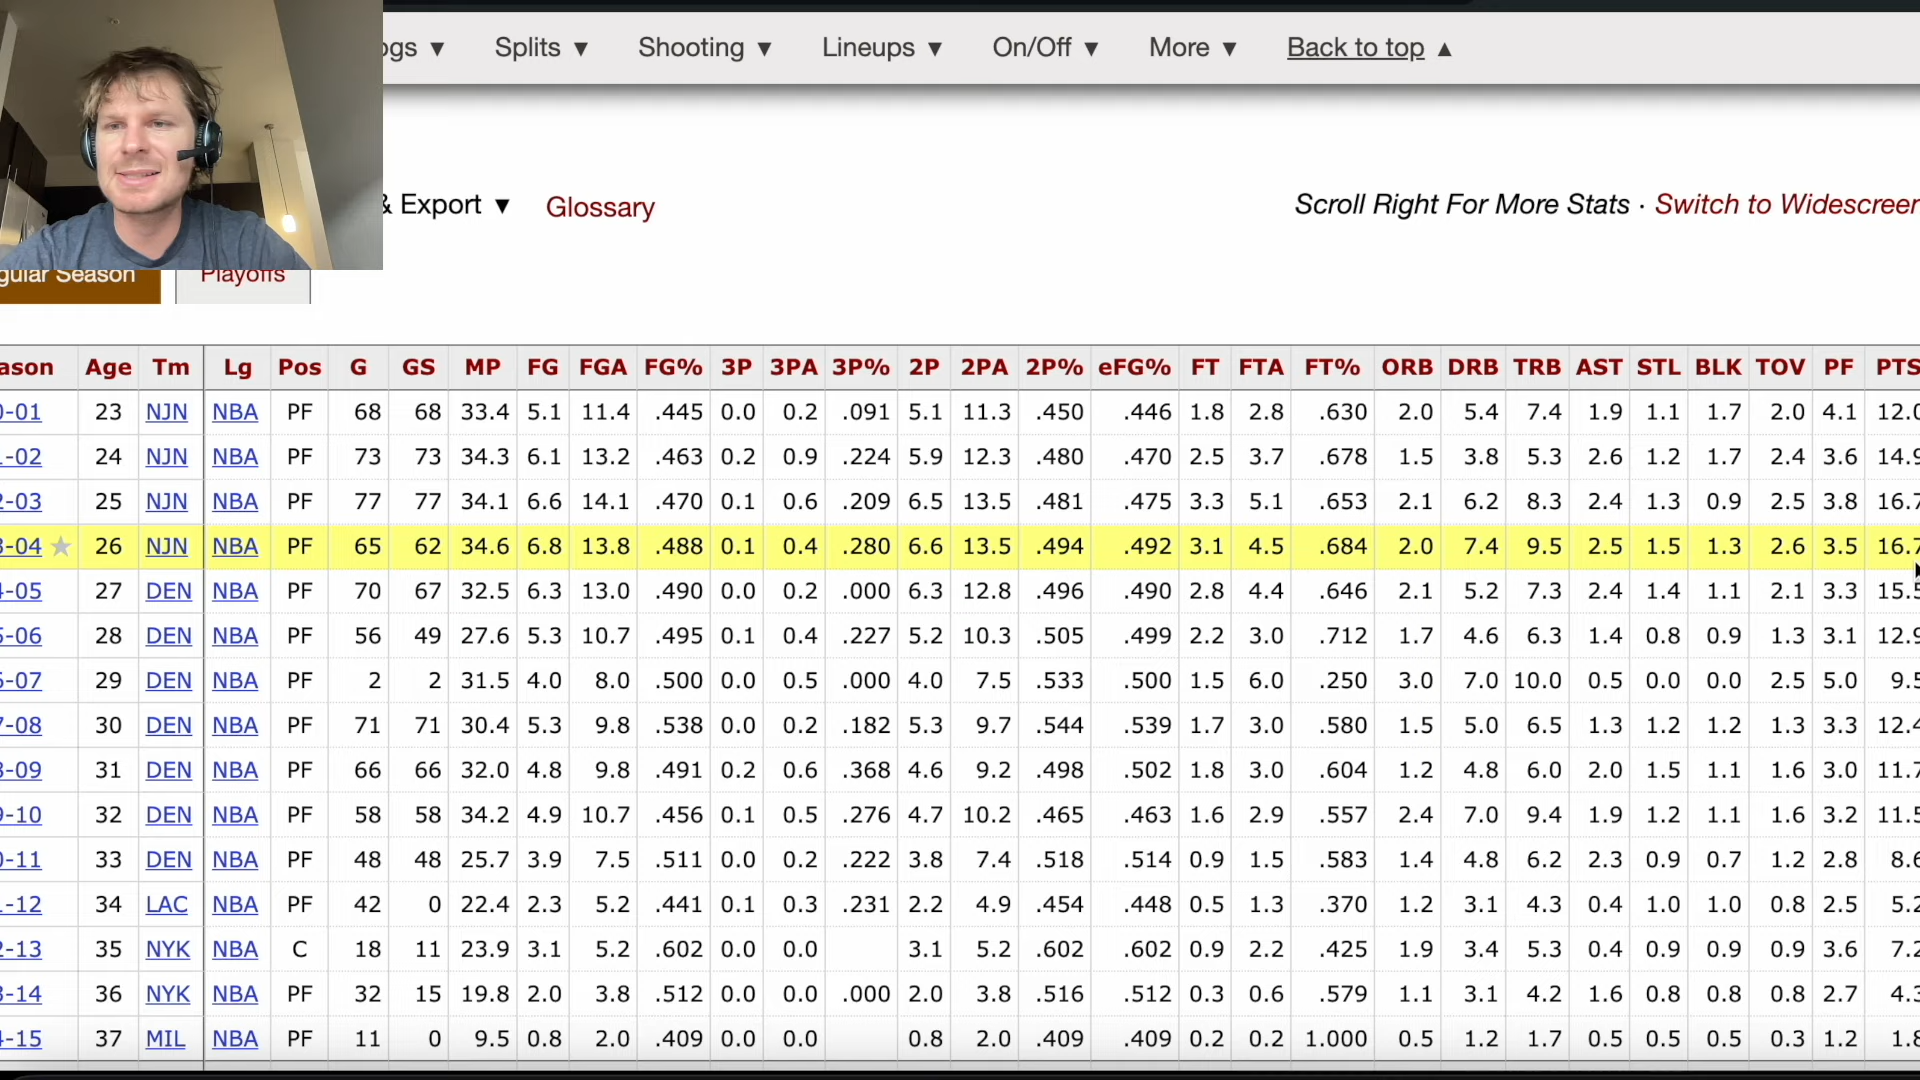 ogs ▼ Splits ▼ Shooting ▼ Lineups ▼ On/Off ▼ More ▼ Back to top ▲
& Export ▼ Glossary Scroll Right For More Stats · Switch to Widescreen
gular Season Playoffs
ason Age Tm Lg Pos G GS MP FG FGA FG% 3P 3PA 3P% 2P 2PA 2P% eFG% FT FTA FT% ORB DRB TRB AST STL BLK TOV PF PTS
0-01 23 NJN NBA PF 68 68 33.4 5.1 11.4 .445 0.0 0.2 .091 5.1 11.3 .450 .446 1.8 2.8 .630 2.0 5.4 7.4 1.9 1.1 1.7 2.0 4.1 12.0
1-02 24 NJN NBA PF 73 73 34.3 6.1 13.2 .463 0.2 0.9 .224 5.9 12.3 .480 .470 2.5 3.7 .678 1.5 3.8 5.3 2.6 1.2 1.7 2.4 3.6 14.9
2-03 25 NJN NBA PF 77 77 34.1 6.6 14.1 .470 0.1 0.6 .209 6.5 13.5 .481 .475 3.3 5.1 .653 2.1 6.2 8.3 2.4 1.3 0.9 2.5 3.8 16.7
3-04 ★ 26 NJN NBA PF 65 62 34.6 6.8 13.8 .488 0.1 0.4 .280 6.6 13.5 .494 .492 3.1 4.5 .684 2.0 7.4 9.5 2.5 1.5 1.3 2.6 3.5 16.7
4-05 27 DEN NBA PF 70 67 32.5 6.3 13.0 .490 0.0 0.2 .000 6.3 12.8 .496 .490 2.8 4.4 .646 2.1 5.2 7.3 2.4 1.4 1.1 2.1 3.3 15.5
5-06 28 DEN NBA PF 56 49 27.6 5.3 10.7 .495 0.1 0.4 .227 5.2 10.3 .505 .499 2.2 3.0 .712 1.7 4.6 6.3 1.4 0.8 0.9 1.3 3.1 12.9
6-07 29 DEN NBA PF 2 2 31.5 4.0 8.0 .500 0.0 0.5 .000 4.0 7.5 .533 .500 1.5 6.0 .250 3.0 7.0 10.0 0.5 0.0 0.0 2.5 5.0 9.5
7-08 30 DEN NBA PF 71 71 30.4 5.3 9.8 .538 0.0 0.2 .182 5.3 9.7 .544 .539 1.7 3.0 .580 1.5 5.0 6.5 1.3 1.2 1.2 1.3 3.3 12.4
8-09 31 DEN NBA PF 66 66 32.0 4.8 9.8 .491 0.2 0.6 .368 4.6 9.2 .498 .502 1.8 3.0 .604 1.2 4.8 6.0 2.0 1.5 1.1 1.6 3.0 11.7
9-10 32 DEN NBA PF 58 58 34.2 4.9 10.7 .456 0.1 0.5 .276 4.7 10.2 .465 .463 1.6 2.9 .557 2.4 7.0 9.4 1.9 1.2 1.1 1.6 3.2 11.5
0-11 33 DEN NBA PF 48 48 25.7 3.9 7.5 .511 0.0 0.2 .222 3.8 7.4 .518 .514 0.9 1.5 .583 1.4 4.8 6.2 2.3 0.9 0.7 1.2 2.8 8.6
1-12 34 LAC NBA PF 42 0 22.4 2.3 5.2 .441 0.1 0.3 .231 2.2 4.9 .454 .448 0.5 1.3 .370 1.2 3.1 4.3 0.4 1.0 1.0 0.8 2.5 5.2
2-13 35 NYK NBA C 18 11 23.9 3.1 5.2 .602 0.0 0.0 3.1 5.2 .602 .602 0.9 2.2 .425 1.9 3.4 5.3 0.4 0.9 0.9 0.9 3.6 7.2
3-14 36 NYK NBA PF 32 15 19.8 2.0 3.8 .512 0.0 0.0 .000 2.0 3.8 .516 .512 0.3 0.6 .579 1.1 3.1 4.2 1.6 0.8 0.8 0.8 2.7 4.3
4-15 37 MIL NBA PF 11 0 9.5 0.8 2.0 .409 0.0 0.0 0.8 2.0 .409 .409 0.2 0.2 1.000 0.5 1.2 1.7 0.5 0.5 0.5 0.3 1.2 1.8